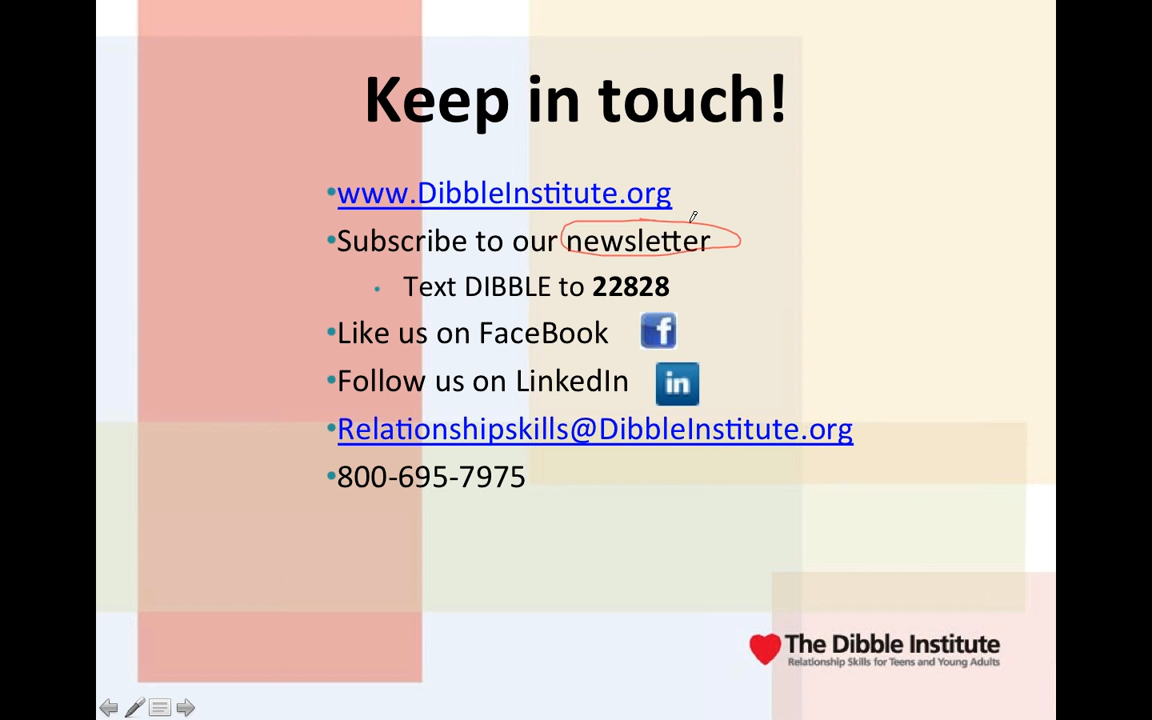 Keep in touch!
•www.DibbleInstitute.org
•Subscribe to our newsletter
• Text DIBBLE to 22828
•Like us on FaceBook f
•Follow us on LinkedIn in
•Relationshipskills@DibbleInstitute.org
•800-695-7975
The Dibble Institute
Relationship Skills for Teens and Young Adults